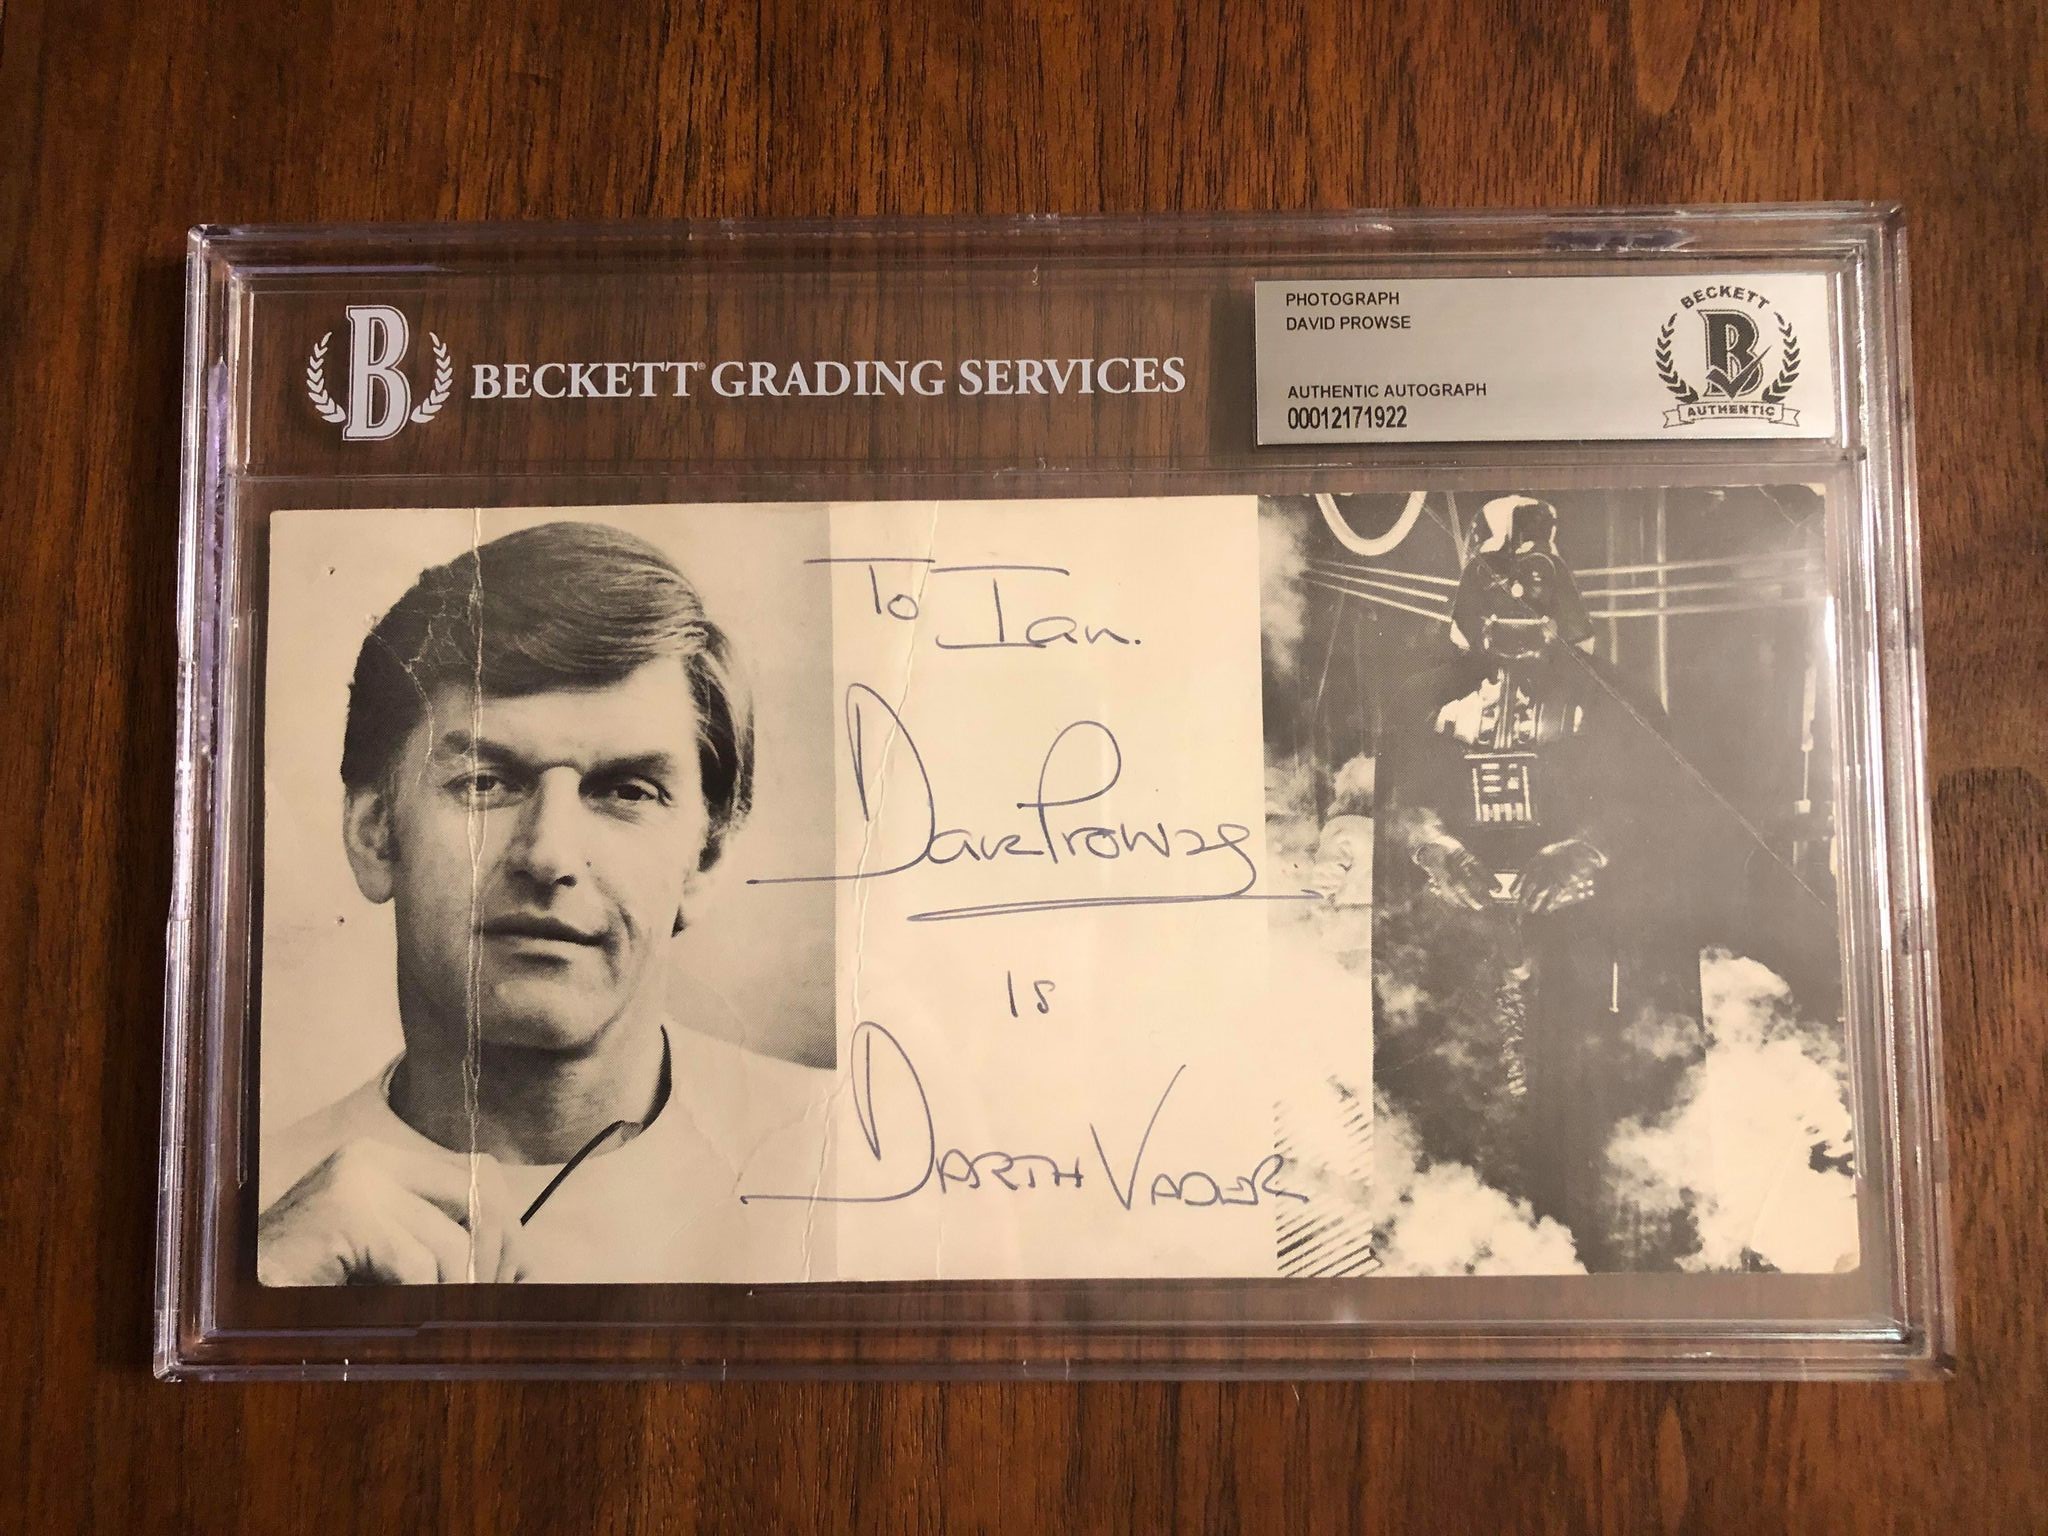 B BECKETT® GRADING SERVICES
PHOTOGRAPH
DAVID PROWSE
AUTHENTIC AUTOGRAPH
00012171922
BECKETT
B
AUTHENTIC
To Ian.
Dave Prowse
is
DARTH VADER